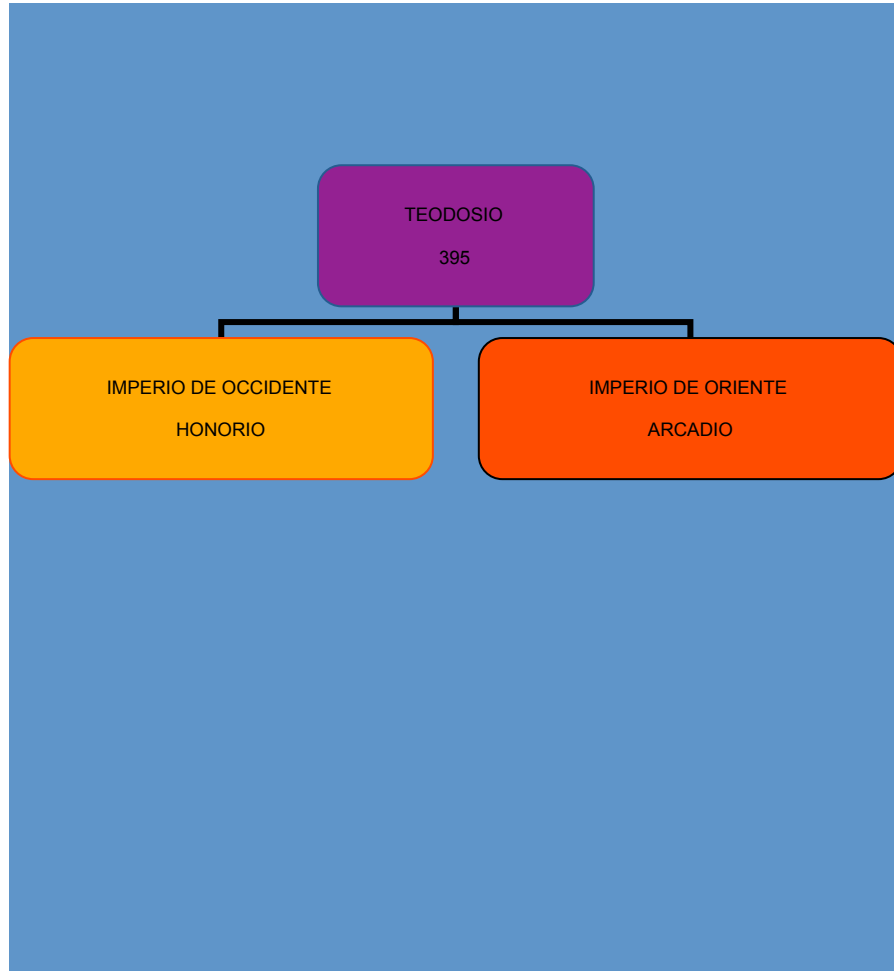 TEODOSIO
395
IMPERIO DE OCCIDENTE
HONORIO
IMPERIO DE ORIENTE
ARCADIO